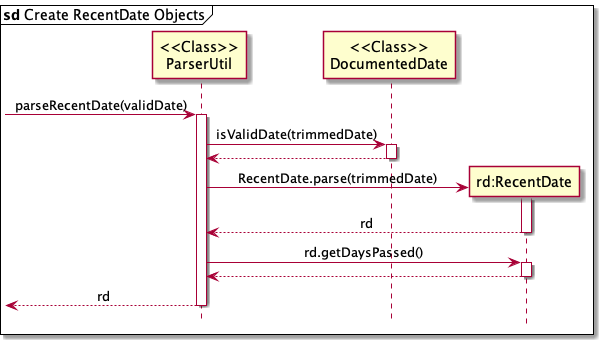 sd Create RecentDate Objects
<<Class>>
ParserUtil
<<Class>>
DocumentedDate
parseRecentDate(validDate)
isValidDate(trimmedDate)
RecentDate.parse(trimmedDate)
rd:RecentDate
rd
rd.getDaysPassed()
rd